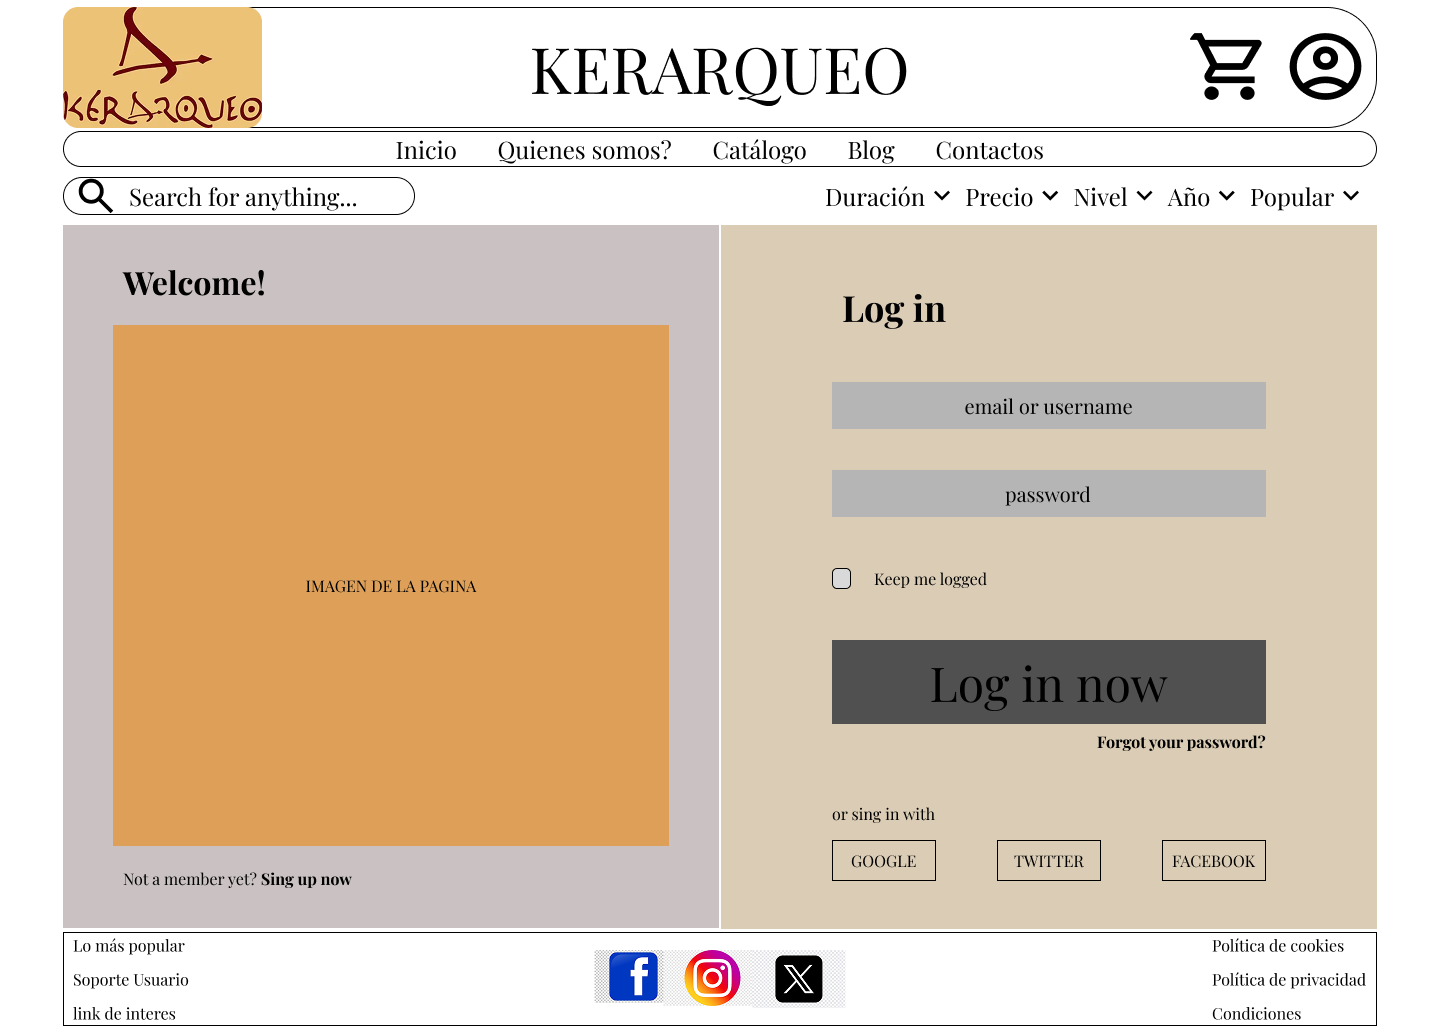 KERARQUEO
KERARQUEO
Inicio Quienes somos? Catálogo Blog Contactos
Search for anything... Duración Precio Nivel Año Popular
Welcome!
IMAGEN DE LA PAGINA
Not a member yet? Sing up now
Log in
email or username
password
Keep me logged
Log in now
Forgot your password?
or sing in with
GOOGLE TWITTER FACEBOOK
Lo más popular
Soporte Usuario
link de interes
Política de cookies
Política de privacidad
Condiciones